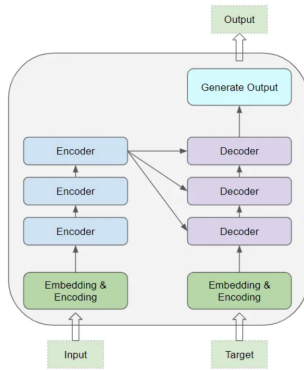 Output
Generate Output
Encoder
Decoder
Encoder
Decoder
Encoder
Decoder
Embedding &
Encoding
Embedding &
Encoding
Input
Target